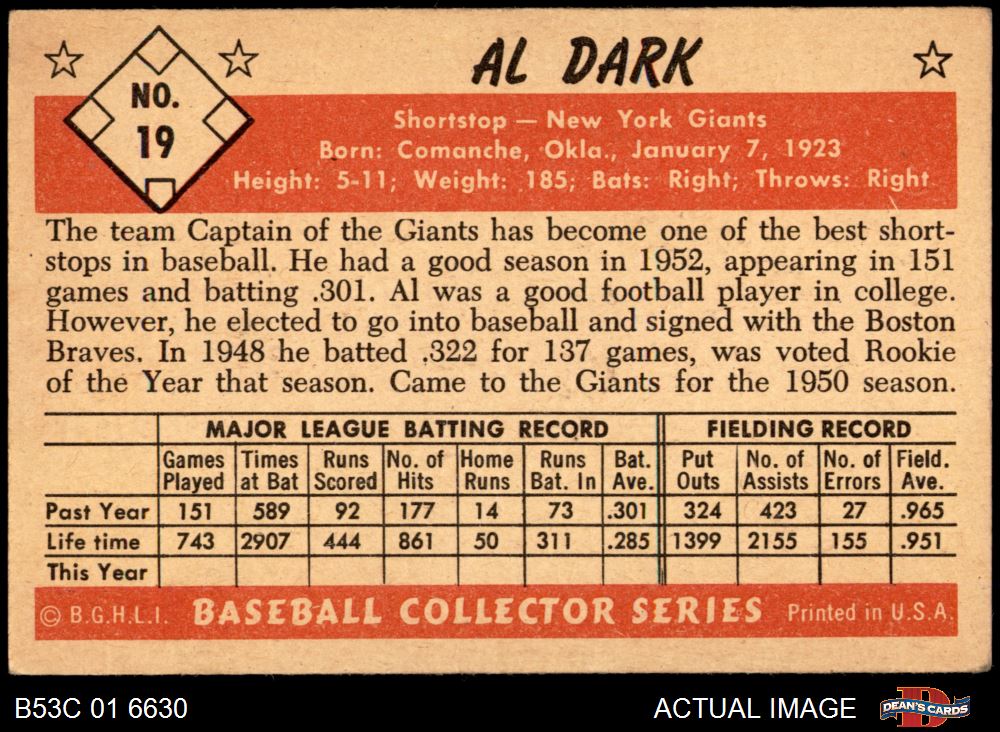 AL DARK
NO.
19
Shortstop — New York Giants
Born: Comanche, Okla., January 7, 1923
Height: 5-11; Weight: 185; Bats: Right; Throws: Right
The team Captain of the Giants has become one of the best short-
stops in baseball. He had a good season in 1952, appearing in 151
games and batting .301. Al was a good football player in college.
However, he elected to go into baseball and signed with the Boston
Braves. In 1948 he batted .322 for 137 games, was voted Rookie
of the Year that season. Came to the Giants for the 1950 season.
MAJOR LEAGUE BATTING RECORD FIELDING RECORD
Games Times Runs No. of Home Runs Bat. Put No. of No. of Field.
Played at Bat Scored Hits Runs Bat. In Ave. Outs Assists Errors Ave.
Past Year 151 589 92 177 14 73 .301 324 423 27 .965
Life time 743 2907 444 861 50 311 .285 1399 2155 155 .951
This Year
© B.G.H.L.I. BASEBALL COLLECTOR SERIES Printed in U.S.A.
B53C 01 6630 ACTUAL IMAGE D DEAN'S CARDS